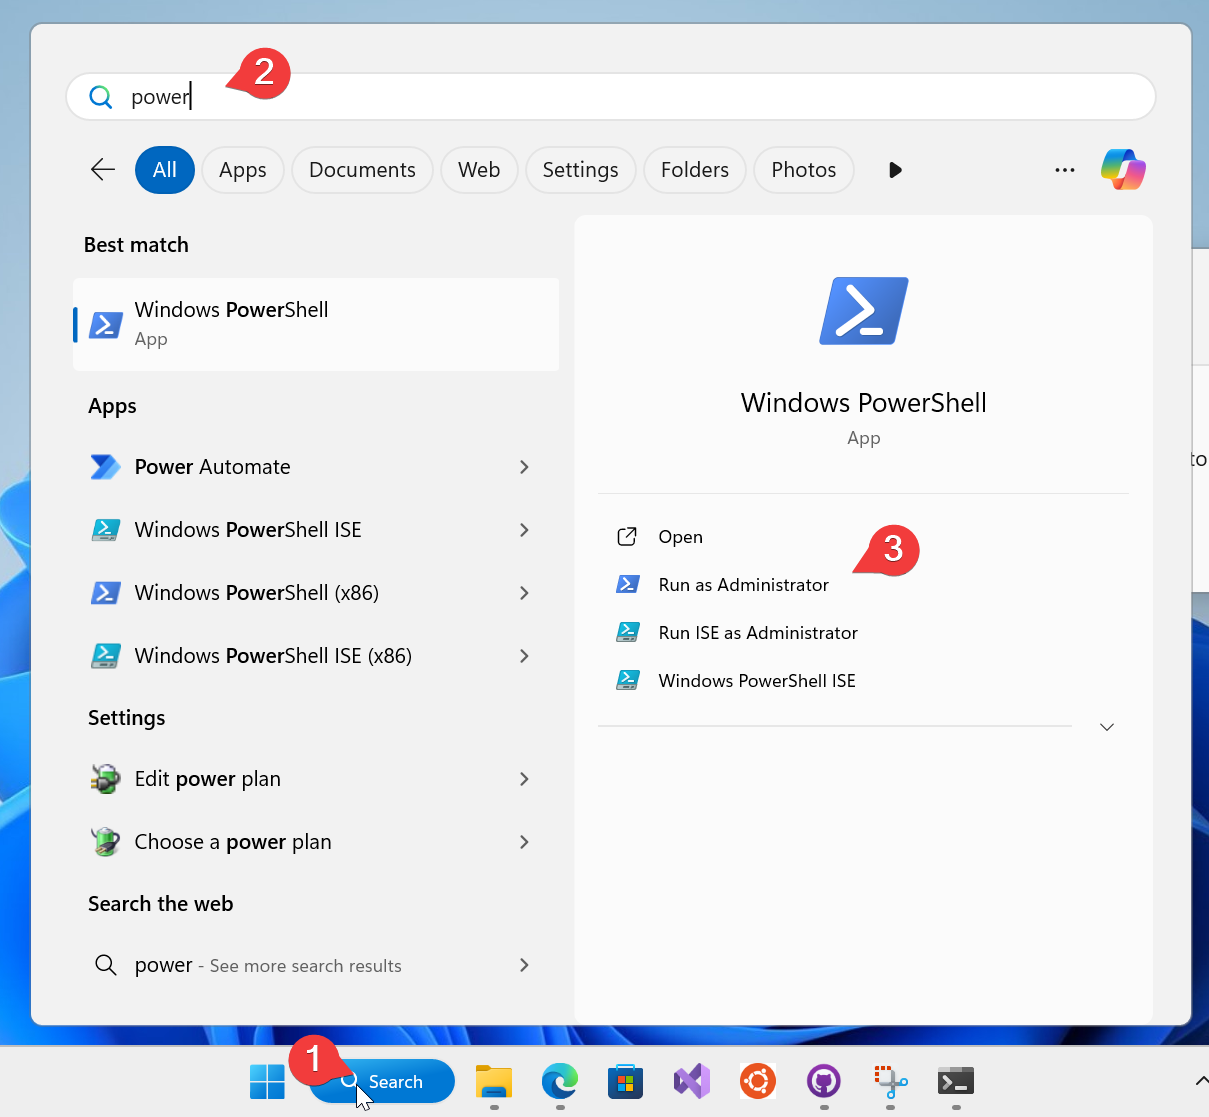 2
power
All Apps Documents Web Settings Folders Photos
Best match
Windows PowerShell
App
Apps
Power Automate
Windows PowerShell ISE
Windows PowerShell (x86)
Windows PowerShell ISE (x86)
Settings
Edit power plan
Choose a power plan
Search the web
power - See more search results
Windows PowerShell
App
Open
3
Run as Administrator
Run ISE as Administrator
Windows PowerShell ISE
to
1
Search